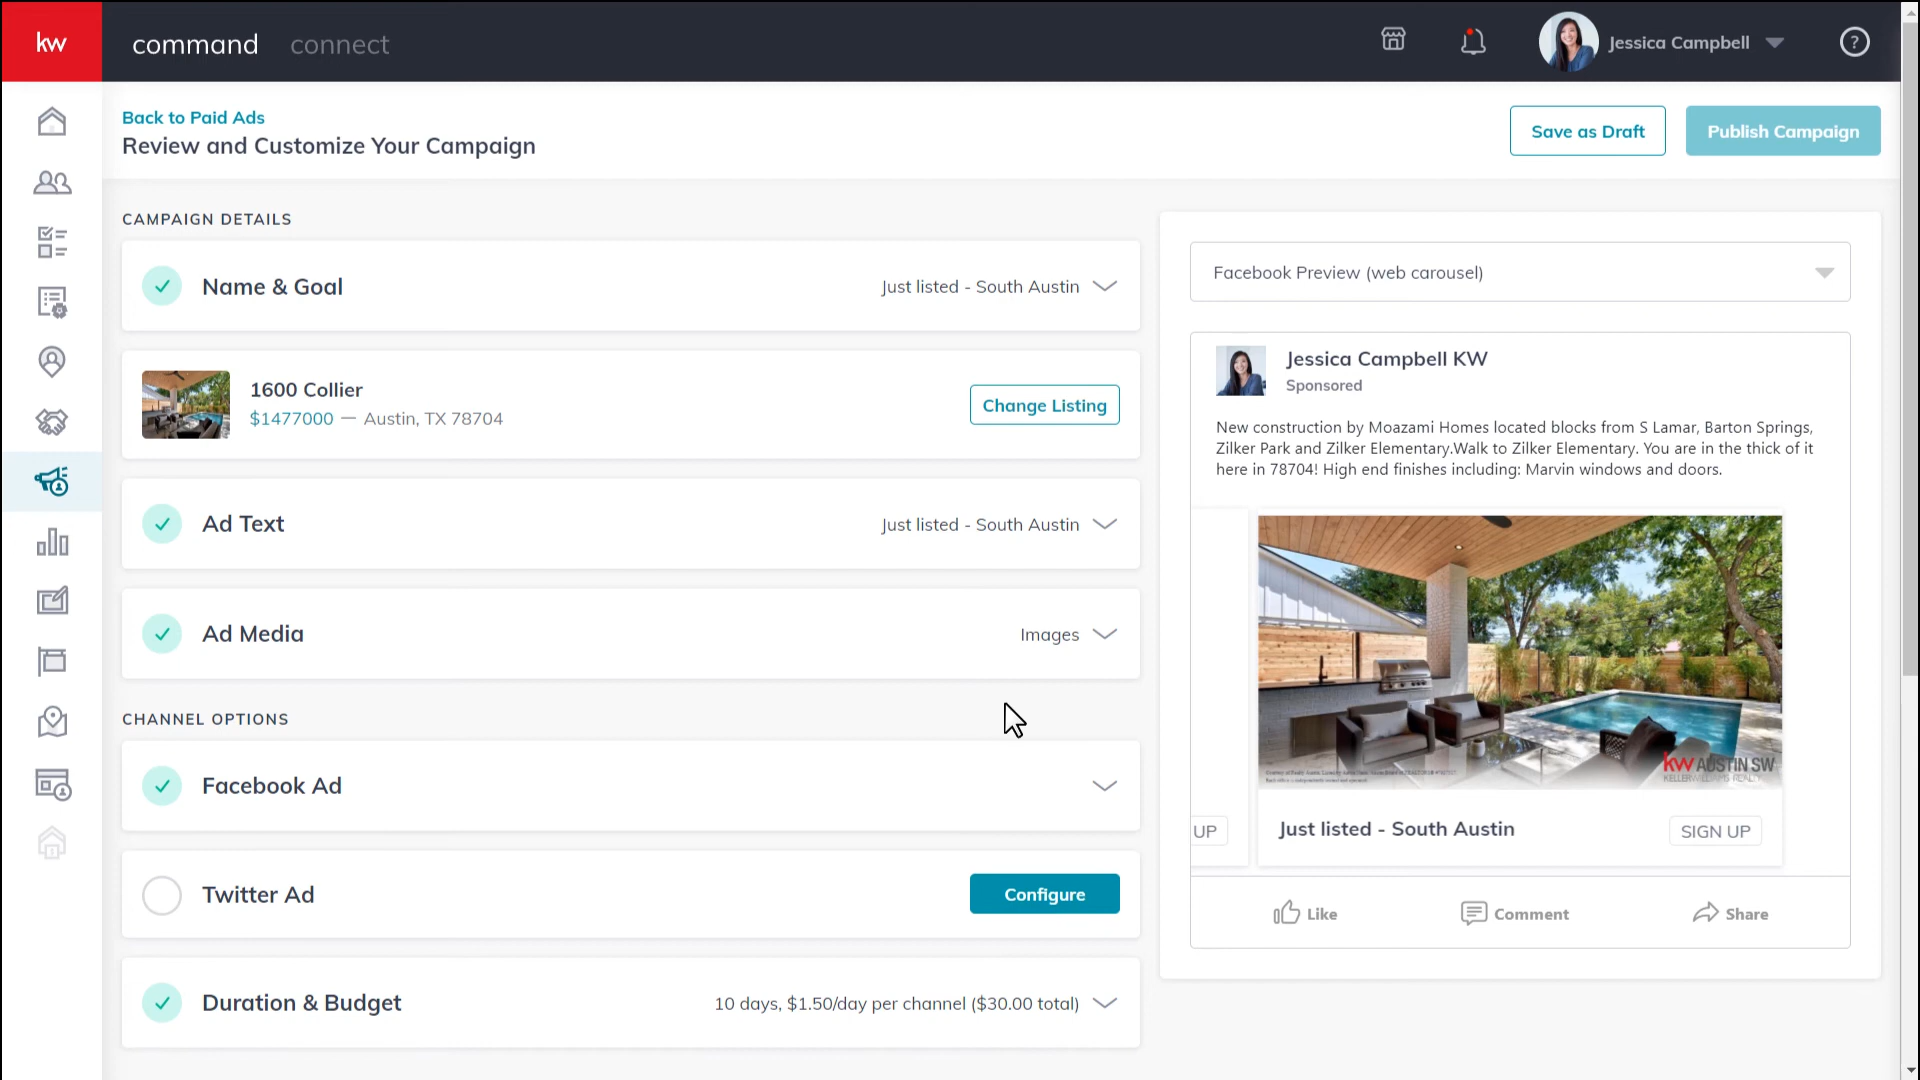 kw
command connect
Jessica Campbell
?
Back to Paid Ads
Review and Customize Your Campaign
Save as Draft
Publish Campaign
CAMPAIGN DETAILS
Name & Goal
Just listed - South Austin
1600 Collier
$1477000 — Austin, TX 78704
Change Listing
Ad Text
Just listed - South Austin
Ad Media
Images
CHANNEL OPTIONS
Facebook Ad
Twitter Ad
Configure
Duration & Budget
10 days, $1.50/day per channel ($30.00 total)
Facebook Preview (web carousel)
Jessica Campbell KW
Sponsored
New construction by Moazami Homes located blocks from S Lamar, Barton Springs,
Zilker Park and Zilker Elementary.Walk to Zilker Elementary. You are in the thick of it
here in 78704! High end finishes including: Marvin windows and doors.
kw AUSTIN SW
KELLERWILLIAMS REALTY
UP
Just listed - South Austin
SIGN UP
Like
Comment
Share